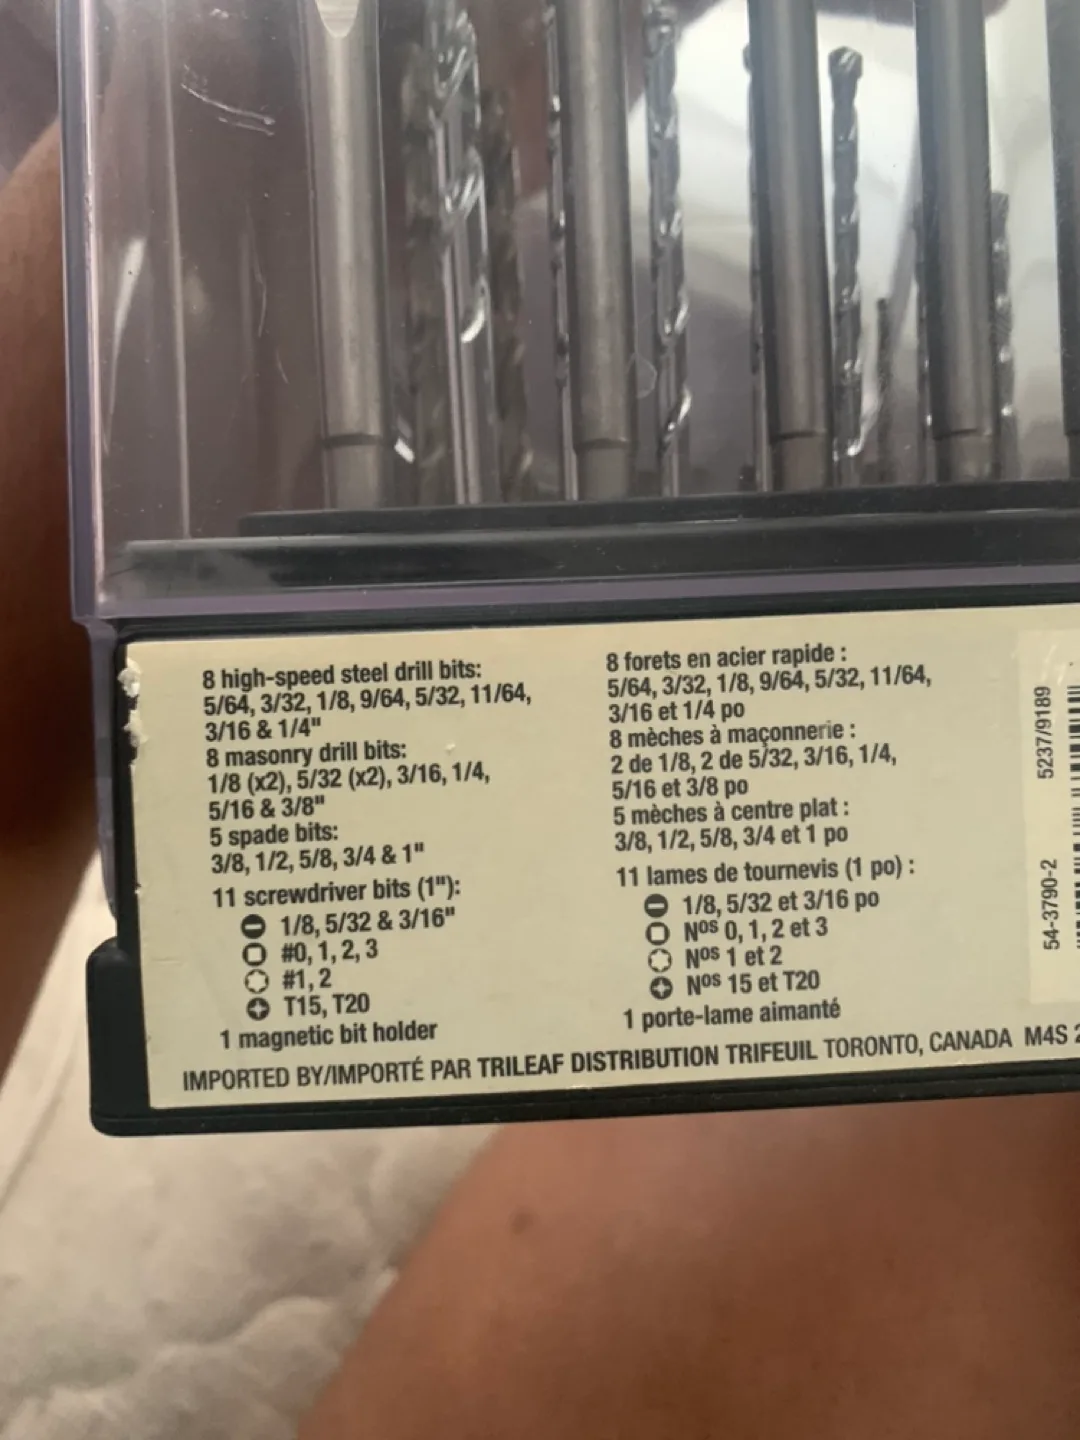 8 high-speed steel drill bits:
5/64, 3/32, 1/8, 9/64, 5/32, 11/64,
3/16 & 1/4"
8 masonry drill bits:
1/8 (x2), 5/32 (x2), 3/16, 1/4,
5/16 & 3/8"
5 spade bits:
3/8, 1/2, 5/8, 3/4 & 1"
11 screwdriver bits (1"):
1/8, 5/32 & 3/16"
#0, 1, 2, 3
#1, 2
T15, T20
1 magnetic bit holder
8 forets en acier rapide :
5/64, 3/32, 1/8, 9/64, 5/32, 11/64,
3/16 et 1/4 po
8 mèches à maçonnerie :
2 de 1/8, 2 de 5/32, 3/16, 1/4,
5/16 et 3/8 po
5 mèches à centre plat :
3/8, 1/2, 5/8, 3/4 et 1 po
11 lames de tournevis (1 po) :
1/8, 5/32 et 3/16 po
Nos 0, 1, 2 et 3
Nos 1 et 2
Nos 15 et T20
1 porte-lame aimanté
IMPORTED BY/IMPORTÉ PAR TRILEAF DISTRIBUTION TRIFEUIL TORONTO, CANADA M4S 2
54-3790-2
5237/9189